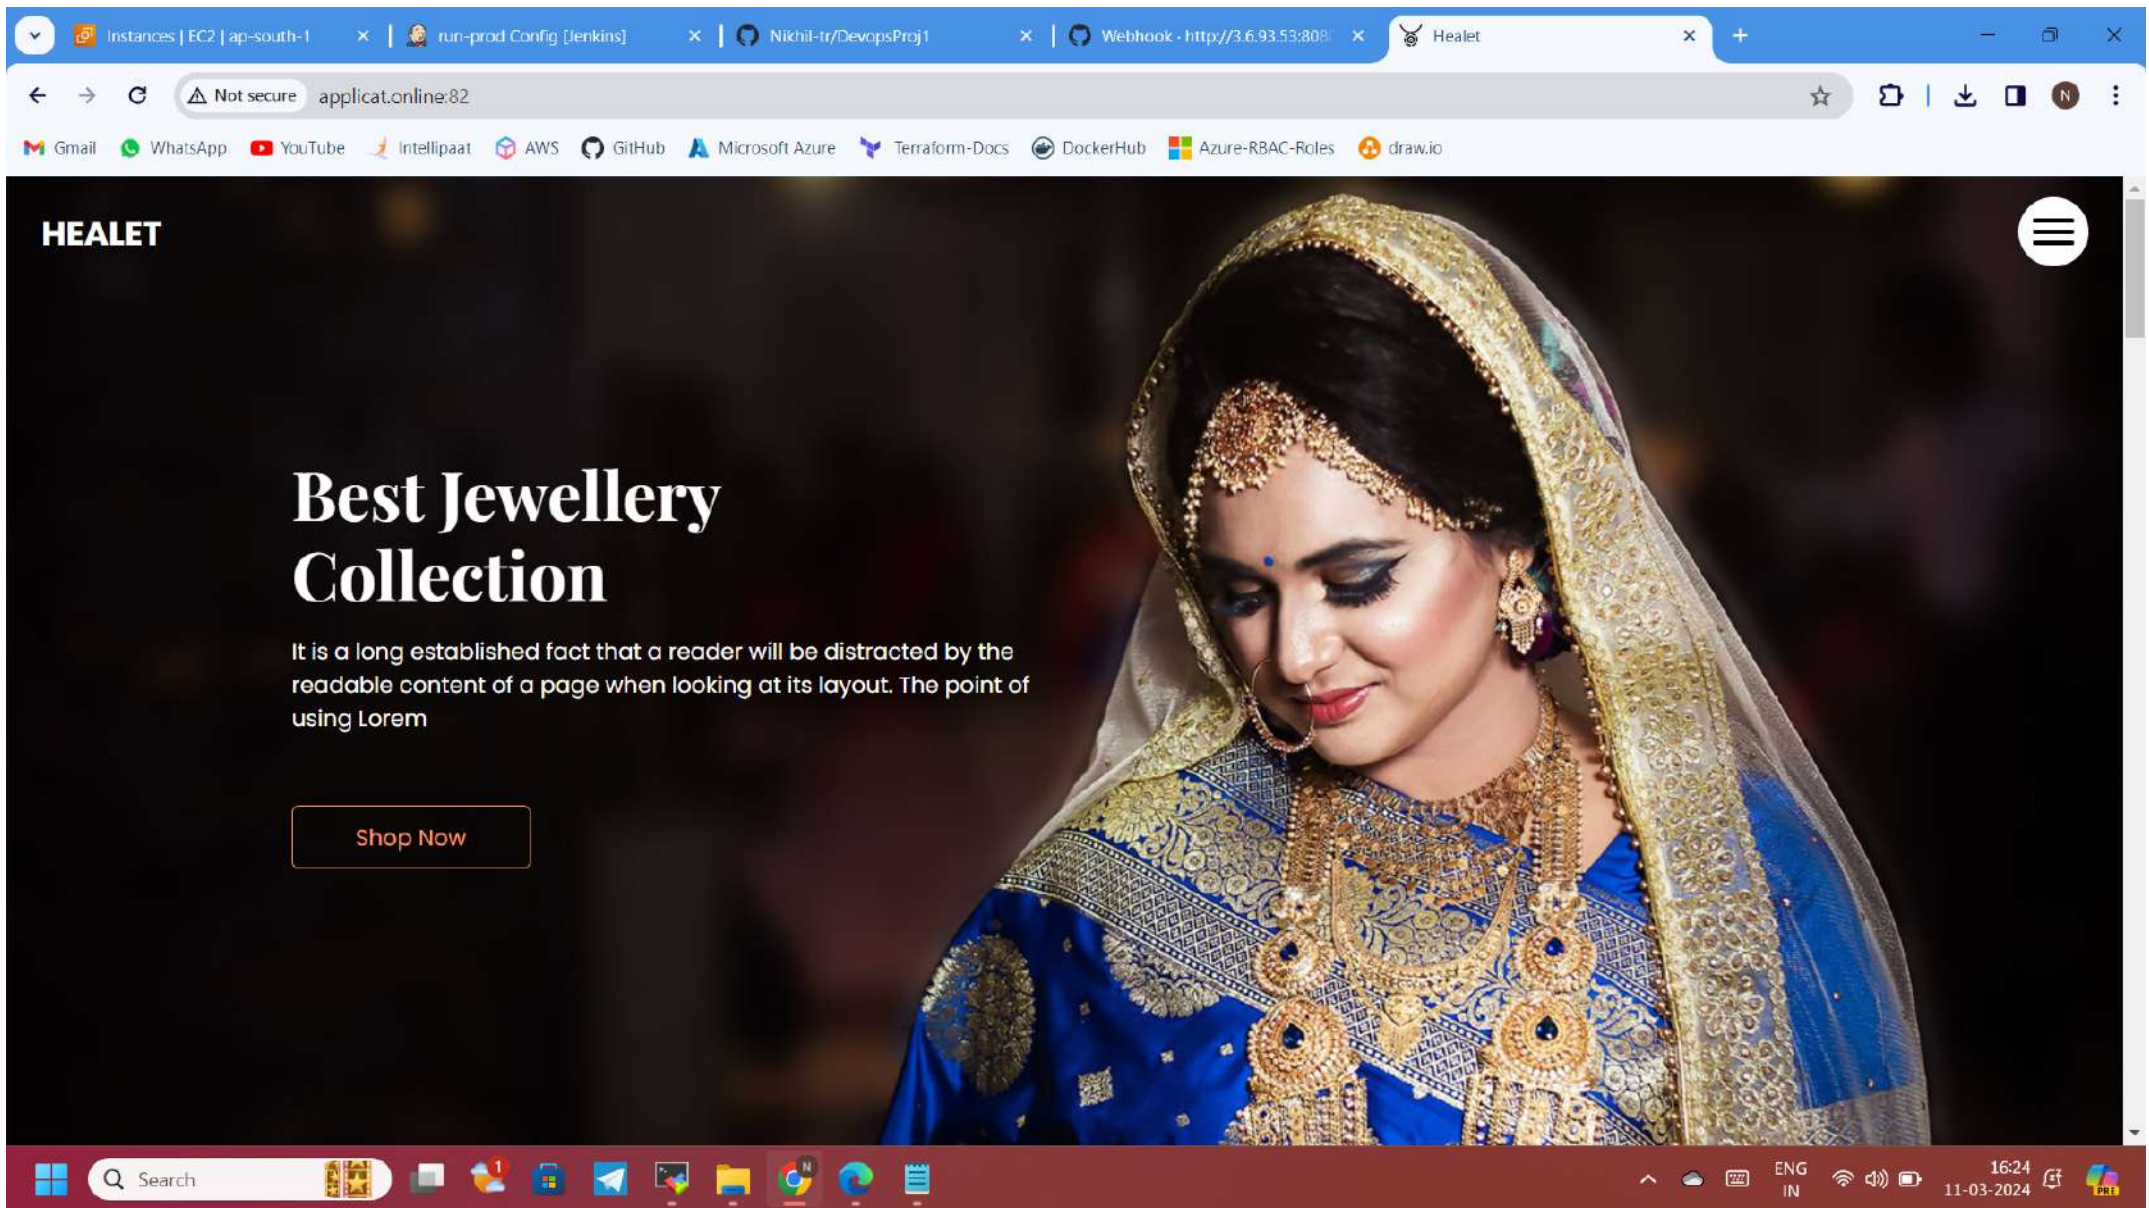 Instances | EC2 | ap-south-1
run-prod Config [Jenkins]
Nikhil-tr/DevopsProj1
Webhook · http://3.6.93.53:808
Healet
Not secure
applicat.online:82
N
Gmail
WhatsApp
YouTube
Intellipaat
AWS
GitHub
Microsoft Azure
Terraform-Docs
DockerHub
Azure-RBAC-Roles
draw.io
HEALET
Best Jewellery
Collection
It is a long established fact that a reader will be distracted by the
readable content of a page when looking at its layout. The point of
using Lorem
Shop Now
Search
1
N
ENG
IN
16:24
11-03-2024
PRE